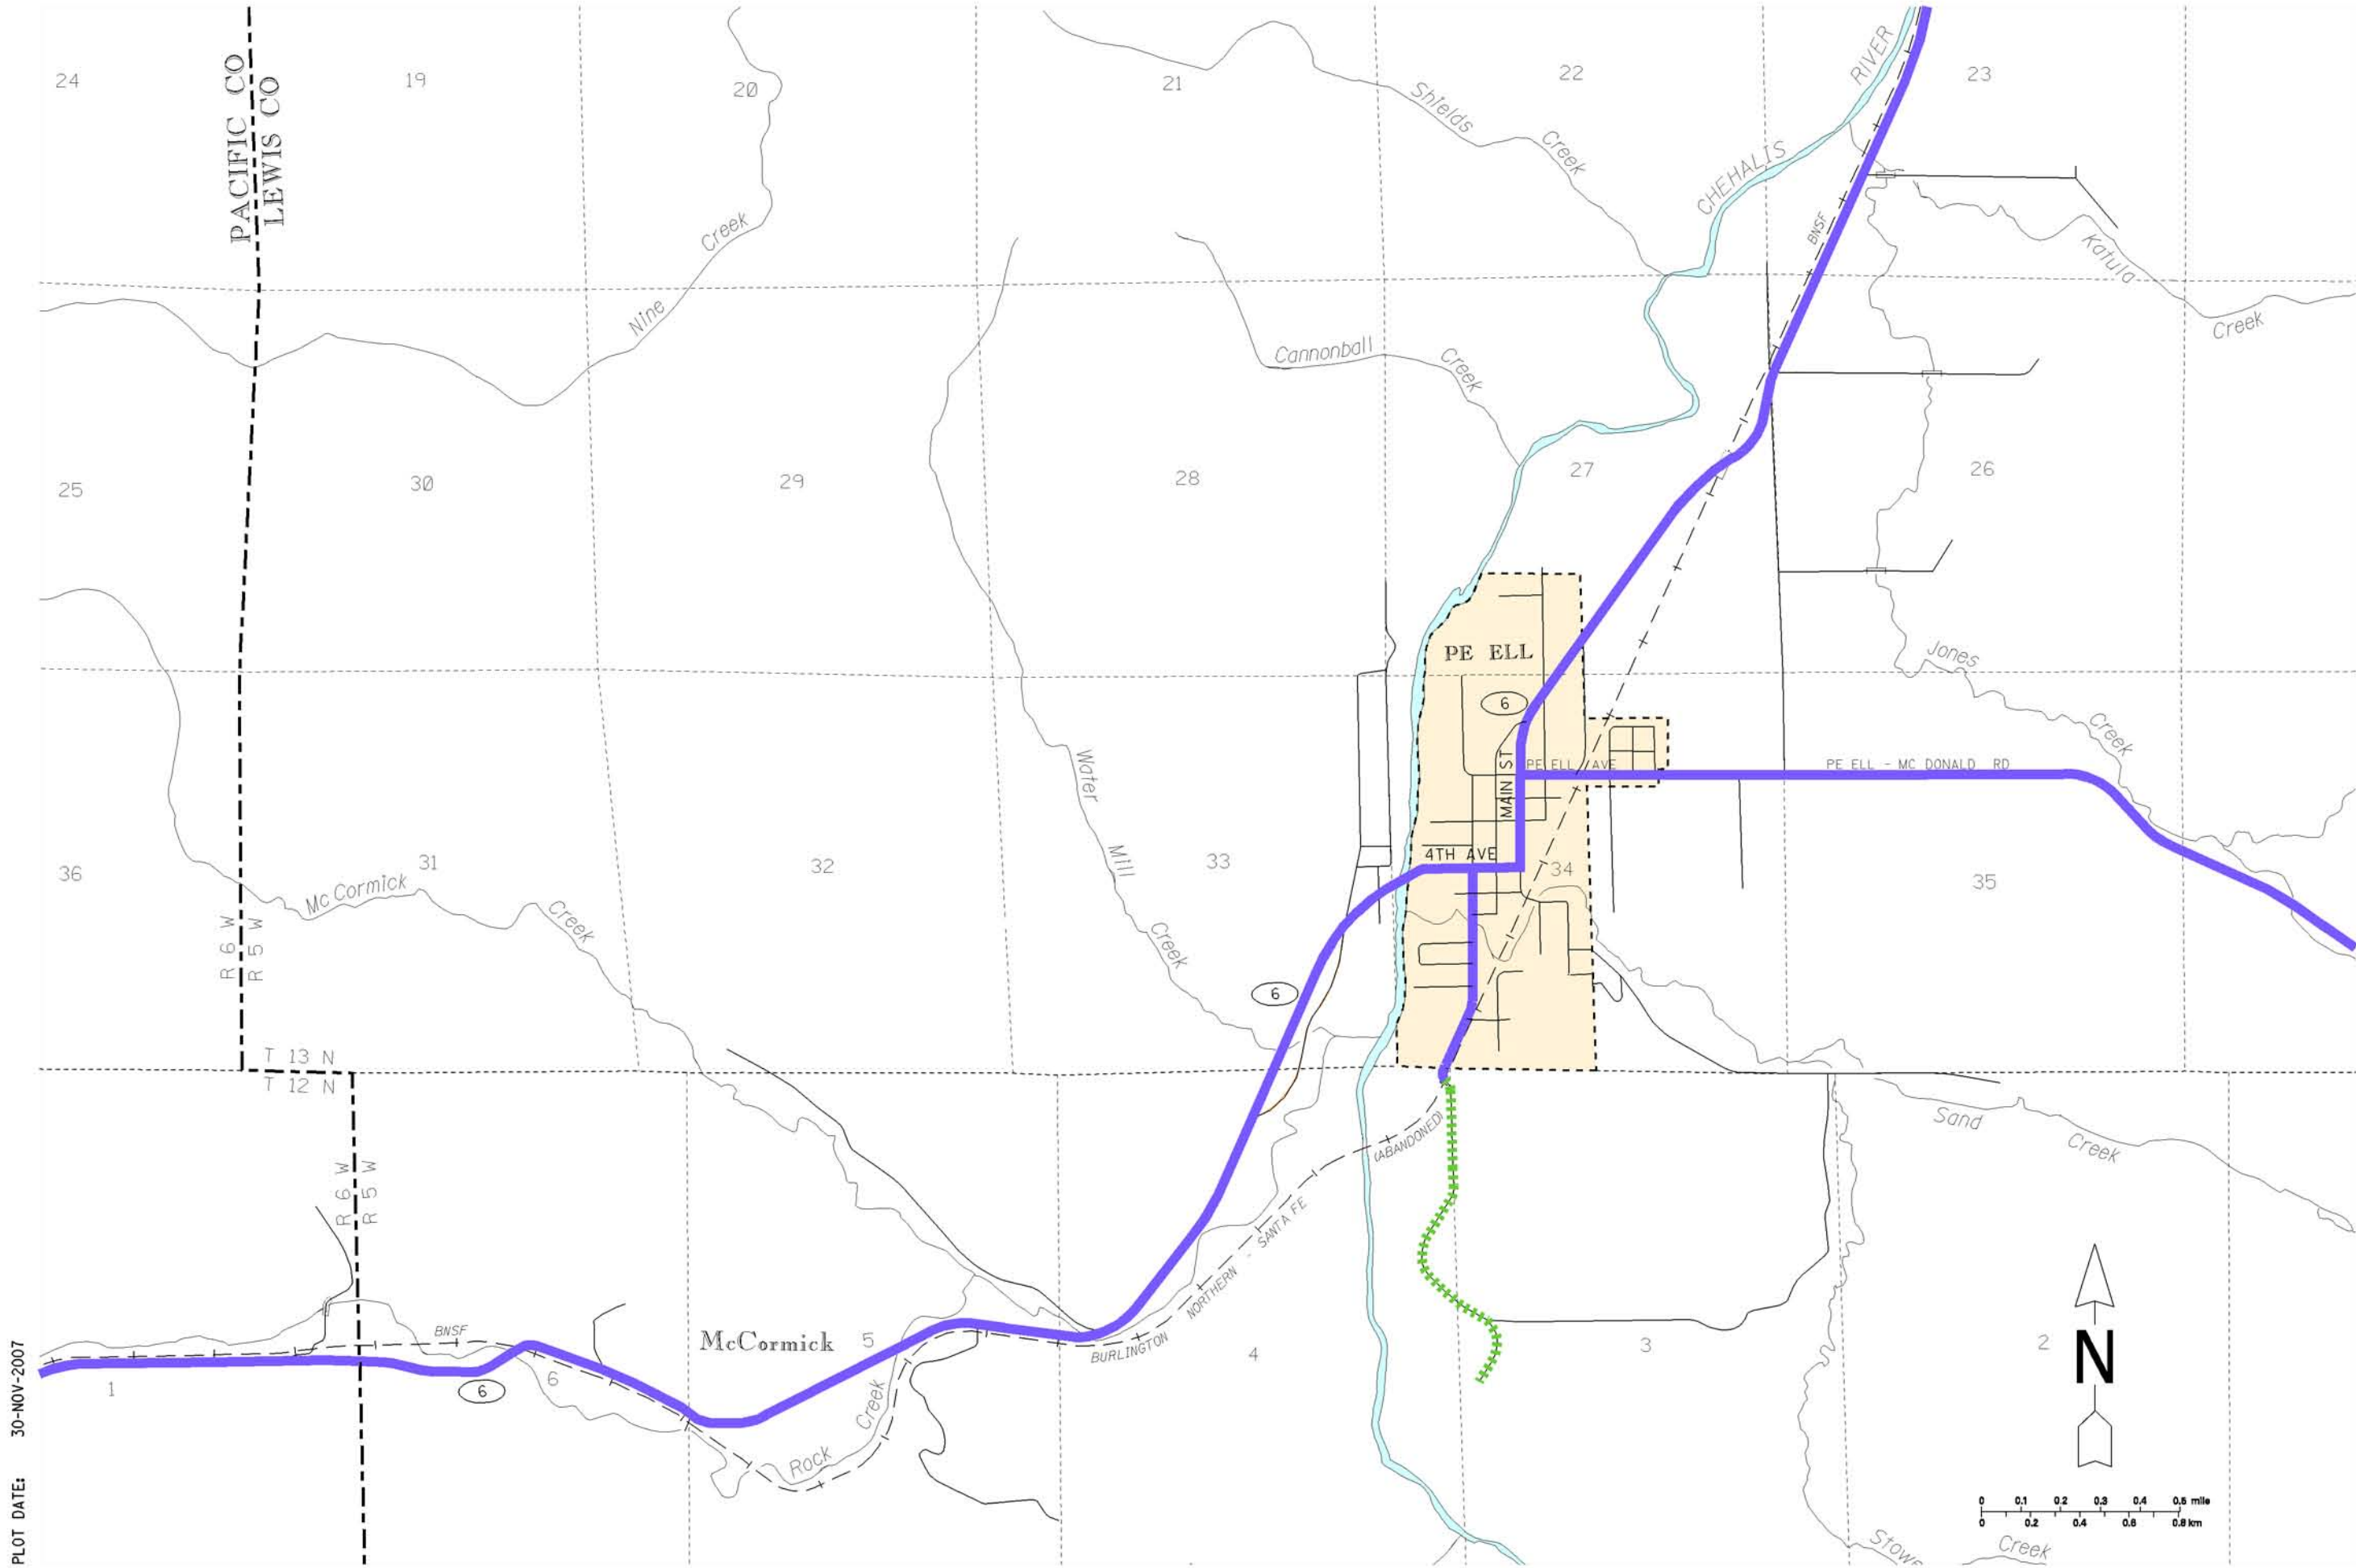 24
19
20
21
22
23
PACIFIC CO
LEWIS CO
Shields
Creek
CHEHALIS
RIVER
BNSF
Katula
Creek
Nine
Creek
Cannonball
Creek
25
30
29
28
27
26
PE ELL
6
Jones
Creek
MAIN ST
PE ELL AVE
PE ELL - MC DONALD RD
4TH AVE
Water
Mill
Creek
36
31
32
33
34
35
McCormick
Creek
R 6 W
R 5 W
6
T 13 N
T 12 N
Sand
Creek
R 6 W
R 5 W
BURLINGTON NORTHERN - SANTA FE (ABANDONED)
BNSF
McCormick
5
4
3
2
1
6
6
Rock
Creek
N
0 0.1 0.2 0.3 0.4 0.5 mile
0 0.2 0.4 0.6 0.8 km
Creek
PLOT DATE: 30-NOV-2007